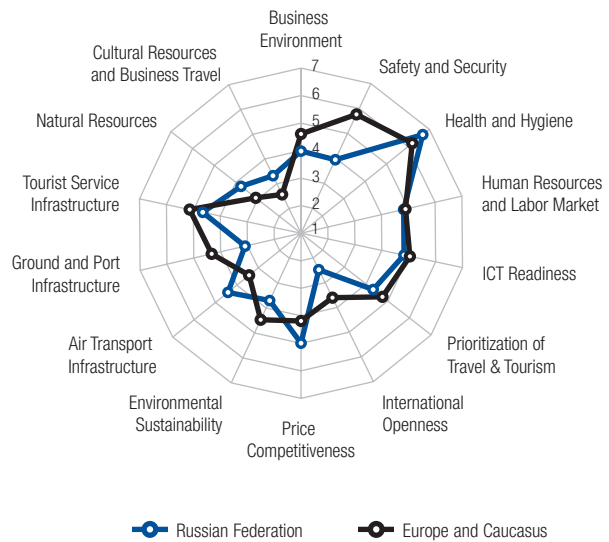 Business
Environment
Safety and Security
Health and Hygiene
Human Resources
and Labor Market
ICT Readiness
Prioritization of
Travel & Tourism
International
Openness
Price
Competitiveness
Environmental
Sustainability
Air Transport
Infrastructure
Ground and Port
Infrastructure
Tourist Service
Infrastructure
Natural Resources
Cultural Resources
and Business Travel
7
6
5
4
3
2
1
Russian Federation
Europe and Caucasus